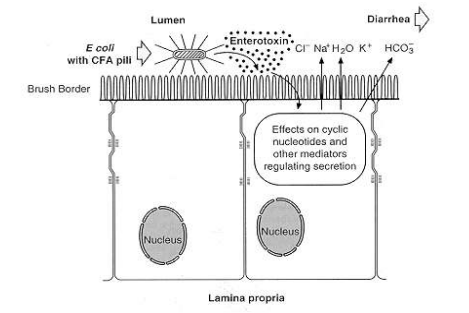 Lumen
Diarrhea
E coli
with CFA pili
Enterotoxin
Cl⁻ Na⁺ H₂O K⁺ HCO₃⁻
Brush Border
Effects on cyclic
nucleotides and
other mediators
regulating secretion
Nucleus
Nucleus
Lamina propria